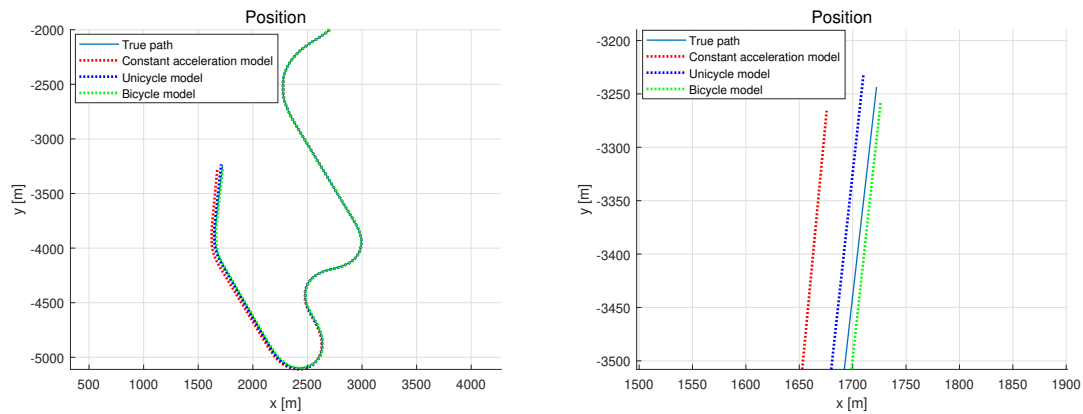 Position
True path
Constant acceleration model
Unicycle model
Bicycle model
y [m]
-2000
-2500
-3000
-3500
-4000
-4500
-5000
500 1000 1500 2000 2500 3000 3500 4000
x [m]
Position
True path
Constant acceleration model
Unicycle model
Bicycle model
y [m]
-3200
-3250
-3300
-3350
-3400
-3450
-3500
1500 1550 1600 1650 1700 1750 1800 1850 1900
x [m]